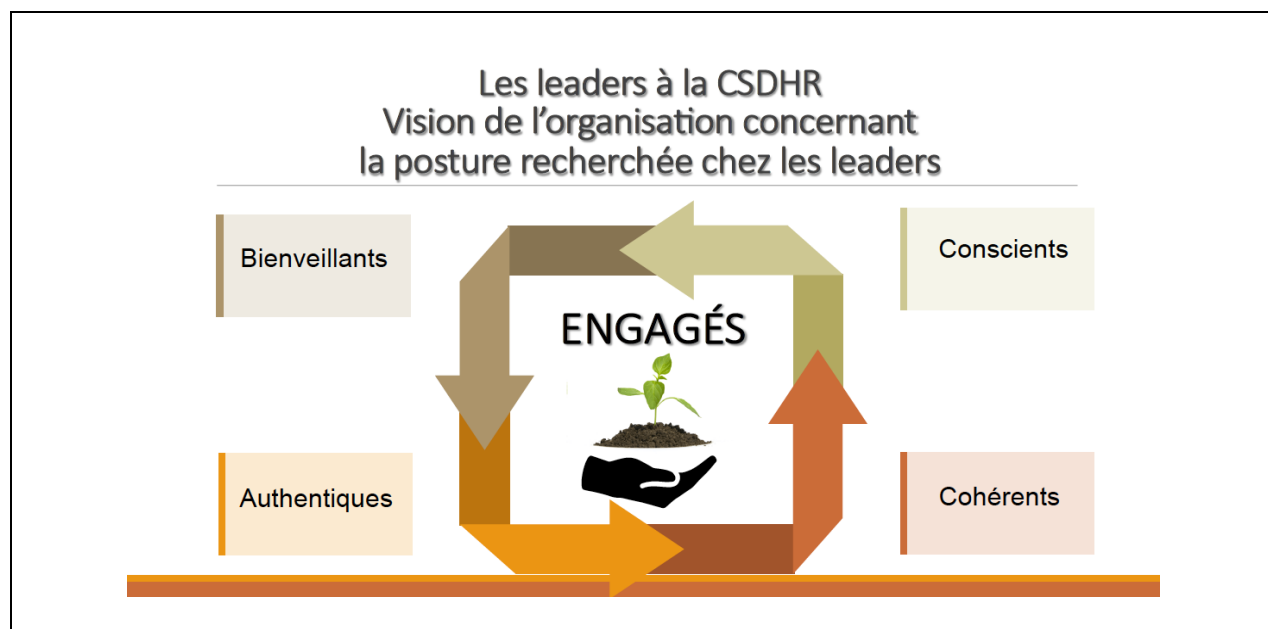 Les leaders à la CSDHR
Vision de l'organisation concernant
la posture recherchée chez les leaders
Bienveillants
Conscients
ENGAGÉS
Authentiques
Cohérents